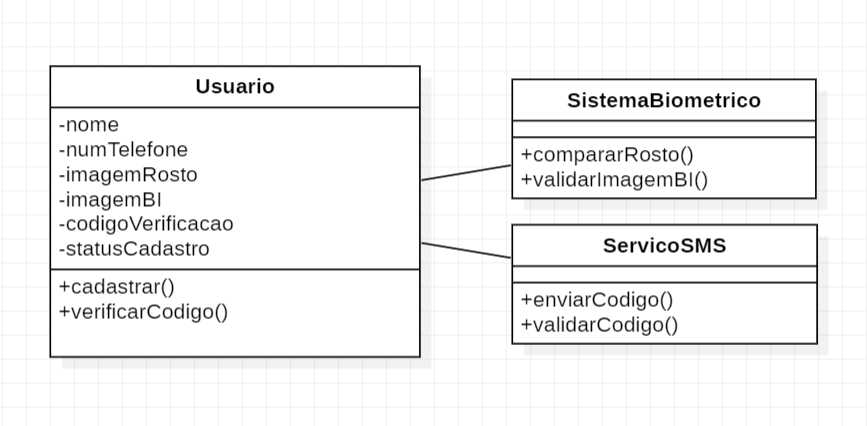 Usuario
-nome
-numTelefone
-imagemRosto
-imagemBI
-codigoVerificacao
-statusCadastro
+cadastrar()
+verificarCodigo()
SistemaBiometrico
+compararRosto()
+validarImagemBI()
ServicoSMS
+enviarCodigo()
+validarCodigo()